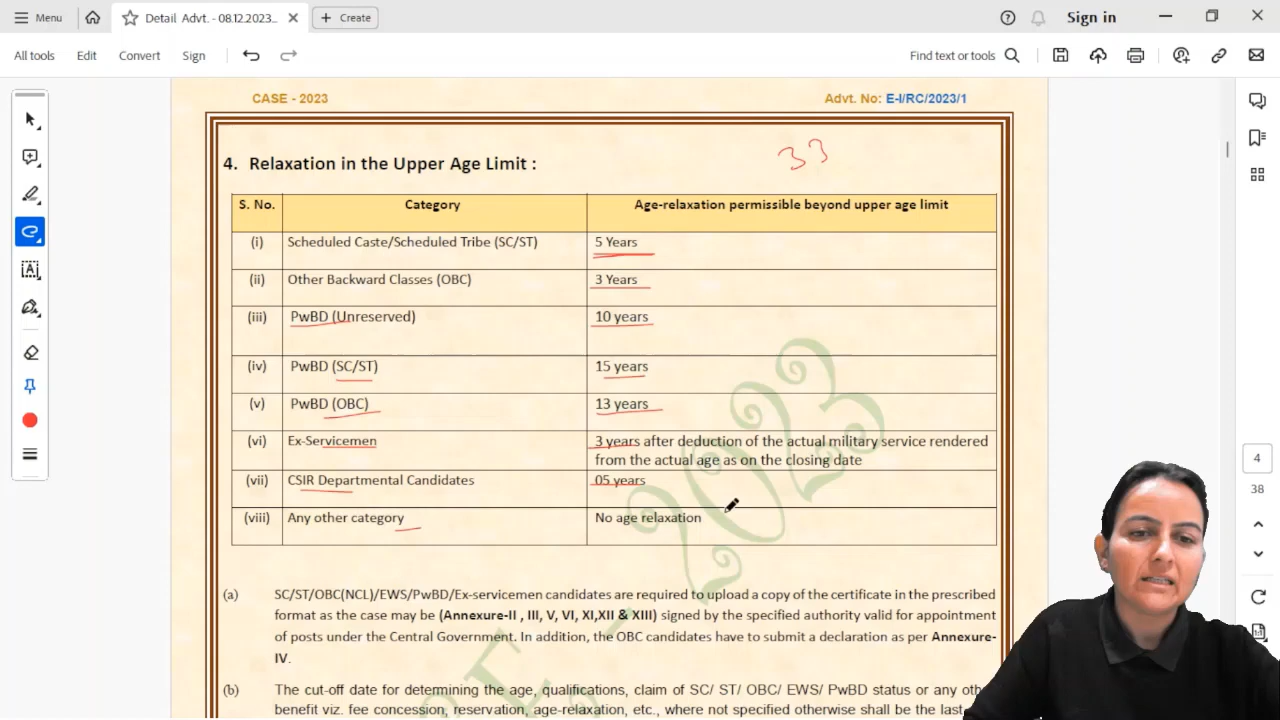 Menu
Detail Advt. - 08.12.2023...
Create
Sign in
All tools Edit Convert Sign
Find text or tools
CASE - 2023
Advt. No: E-I/RC/2023/1
33
4. Relaxation in the Upper Age Limit :
S. No. Category Age-relaxation permissible beyond upper age limit
(i) Scheduled Caste/Scheduled Tribe (SC/ST) 5 Years
(ii) Other Backward Classes (OBC) 3 Years
(iii) PwBD (Unreserved) 10 years
(iv) PwBD (SC/ST) 15 years
(v) PwBD (OBC) 13 years
(vi) Ex-Servicemen 3 years after deduction of the actual military service rendered
from the actual age as on the closing date
(vii) CSIR Departmental Candidates 05 years
(viii) Any other category No age relaxation
4
38
(a) SC/ST/OBC(NCL)/EWS/PwBD/Ex-servicemen candidates are required to upload a copy of the certificate in the prescribed
format as the case may be (Annexure-II , III, V, VI, XI,XII & XIII) signed by the specified authority valid for appointment
of posts under the Central Government. In addition, the OBC candidates have to submit a declaration as per Annexure-
IV.
(b) The cut-off date for determining the age, qualifications, claim of SC/ ST/ OBC/ EWS/ PwBD status or any
benefit viz. fee concession, reservation, age-relaxation, etc., where not specified otherwise shall be the last
2023